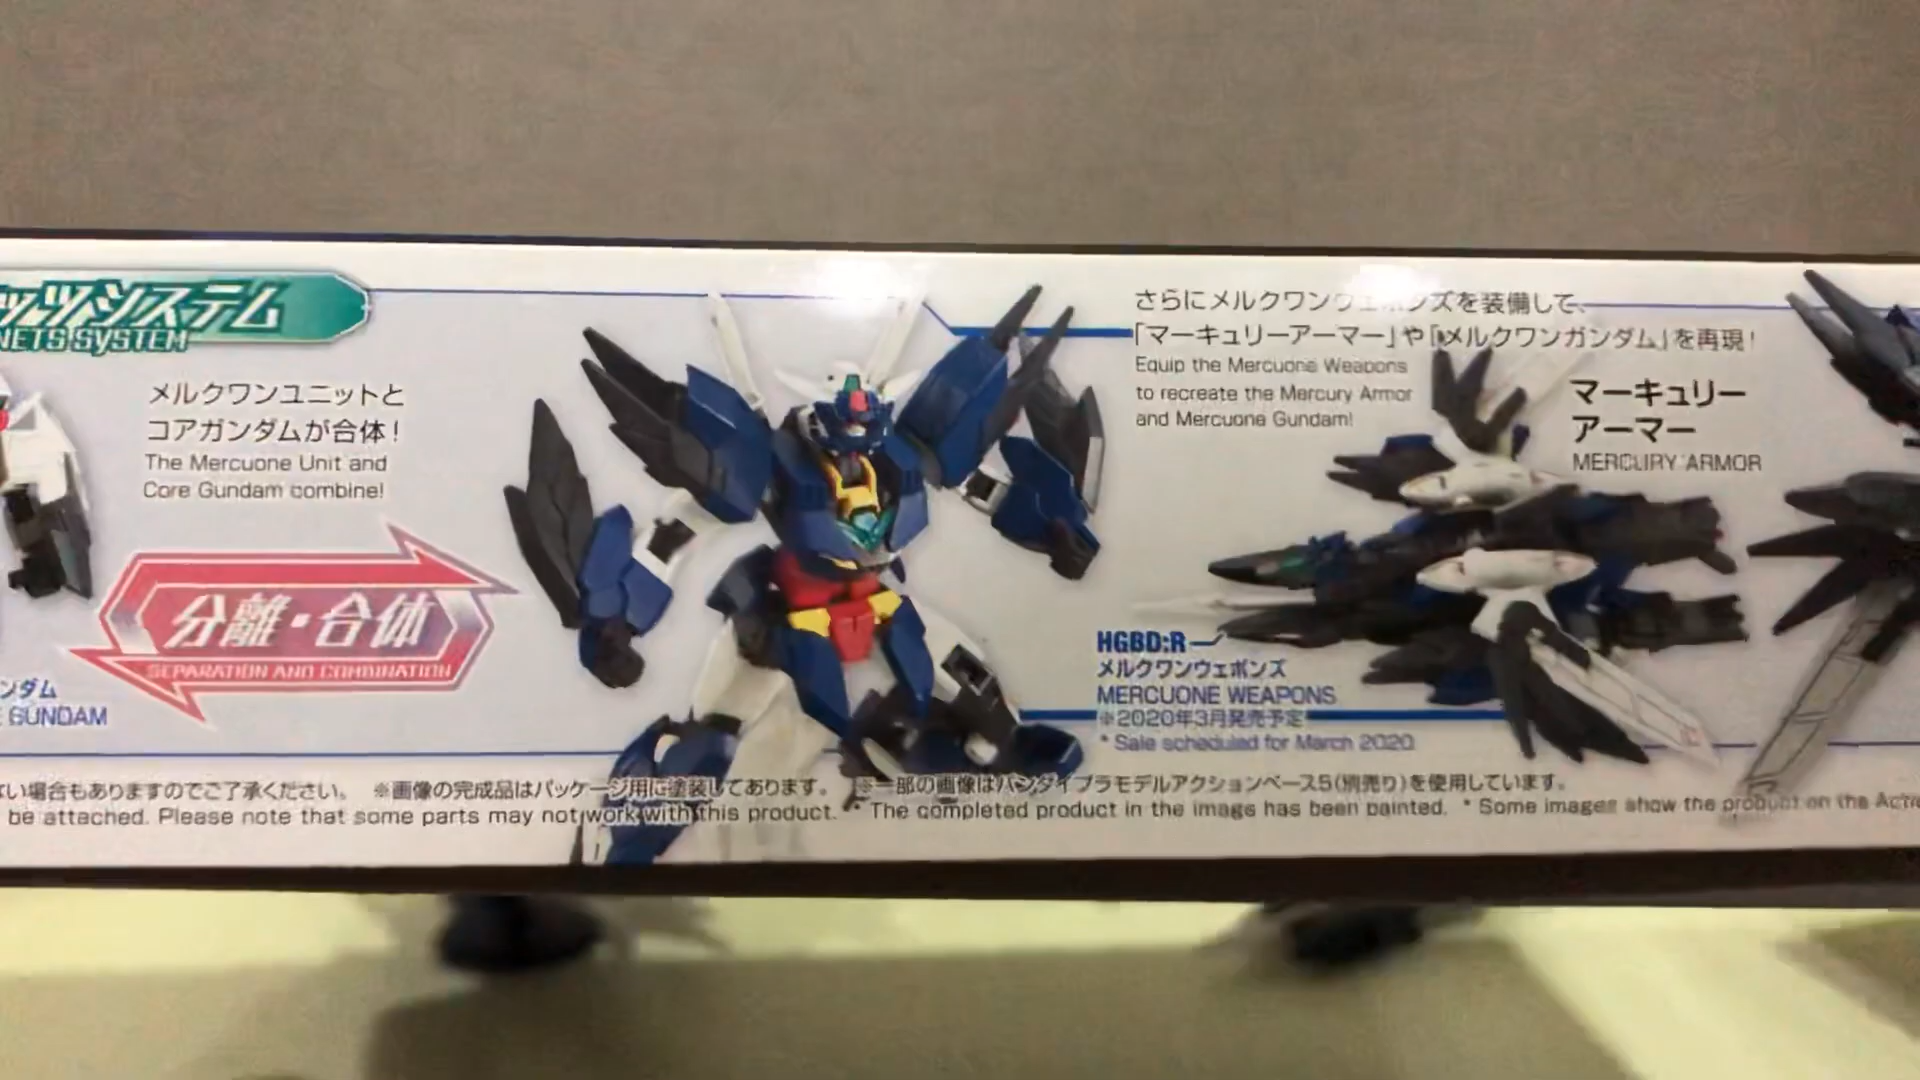 ッツシステム
NETS SYSTEM
メルクワンユニットと
コアガンダムが合体！
The Mercuone Unit and
Core Gundam combine!
分離・合体
SEPARATION AND COMBINATION
ンダム
GUNDAM
さらにメルクワンウェポンズを装備して、
「マーキュリーアーマー」や「メルクワンガンダム」を再現！
Equip the Mercuone Weapons
to recreate the Mercury Armor
and Mercuone Gundam!
マーキュリー
アーマー
MERCURY ARMOR
HGBD:R
メルクワンウェポンズ
MERCUONE WEAPONS
※2020年3月発売予定
* Sale scheduled for March 2020
い場合もありますのでご了承ください。 ※画像の完成品はパッケージ用に塗装してあります。 ※一部の画像はバンダイプラモデルアクションベース5(別売り)を使用しています。
be attached. Please note that some parts may not work with this product. * The completed product in the image has been painted. * Some images show the product on the